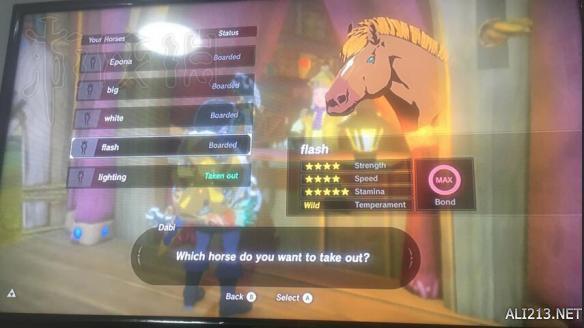 Your Horses Status
Epona Boarded
big Boarded
white Boarded
flash Boarded
lighting Taken out
flash
★★★★ Strength
★★★★ Speed
★★★★★ Stamina
Wild Temperament
MAX
Bond
Dabi
Which horse do you want to take out?
Back B Select A
ALI213.NET